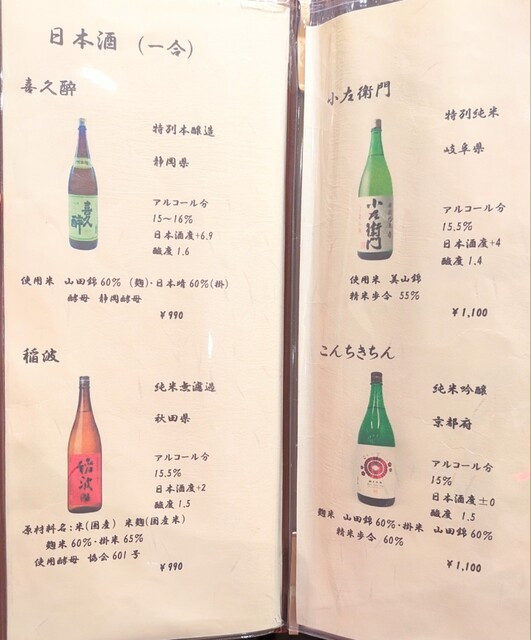 日本酒 (一合)
喜久酔
特別本醸造
静岡県
アルコール分
15～16%
日本酒度+6.9
酸度 1.6
使用米 山田錦60% (麹)・日本晴 60%(掛)
酵母 静岡酵母
¥990
喜久酔
稲波
純米無濾過
秋田県
アルコール分
15.5%
日本酒度+2
酸度 1.5
原材料名:米(国産) 米麹(国産米)
麹米 60%・掛米 65%
使用酵母 協会 601 号
¥990
稲波
小左衛門
特別純米
岐阜県
アルコール分
15.5%
日本酒度+4
酸度 1.4
使用米 美山錦
精米歩合 55%
¥1,100
小左衛門
こんちきちん
純米吟醸
京都府
アルコール分
15%
日本酒度±0
酸度 1.5
麹米 山田錦 60%・掛米 山田錦 60%
精米歩合 60%
¥1,100